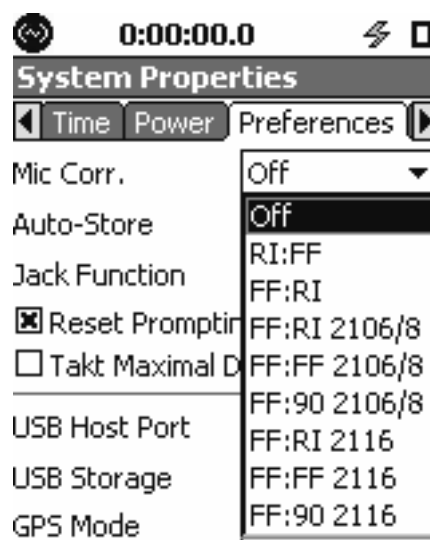 0:00:00.0
System Properties
Time Power Preferences
Mic Corr. Off
Auto-Store Off
RI:FF
Jack Function FF:RI
Reset Promptin FF:RI 2106/8
Takt Maximal D FF:FF 2106/8
FF:90 2106/8
USB Host Port FF:RI 2116
USB Storage FF:FF 2116
GPS Mode FF:90 2116